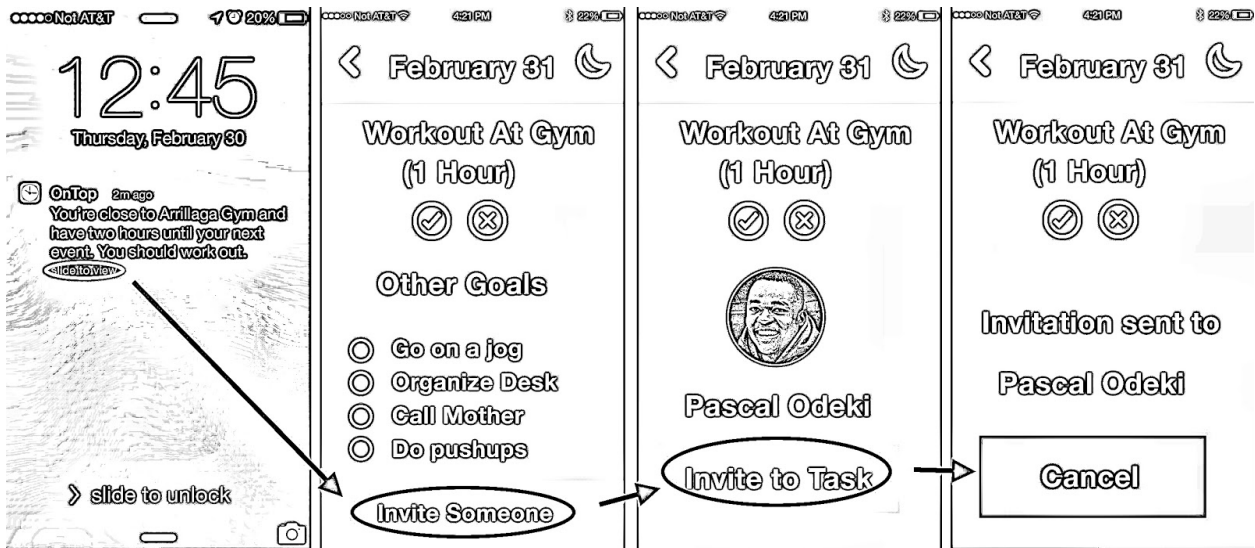 Not AT&T 20%
12:45
Thursday, February 30
OnTop 2m ago
You're close to Arrillaga Gym and
have two hours until your next
event. You should work out.
slide to view
slide to unlock
Not AT&T 4:21 PM 22%
February 31
Workout At Gym
(1 Hour)
Other Goals
Go on a jog
Organize Desk
Call Mother
Do pushups
Invite Someone
Not AT&T 4:21 PM 22%
February 31
Workout At Gym
(1 Hour)
Pascal Odeki
Invite to Task
Not AT&T 4:21 PM 22%
February 31
Workout At Gym
(1 Hour)
Invitation sent to
Pascal Odeki
Cancel